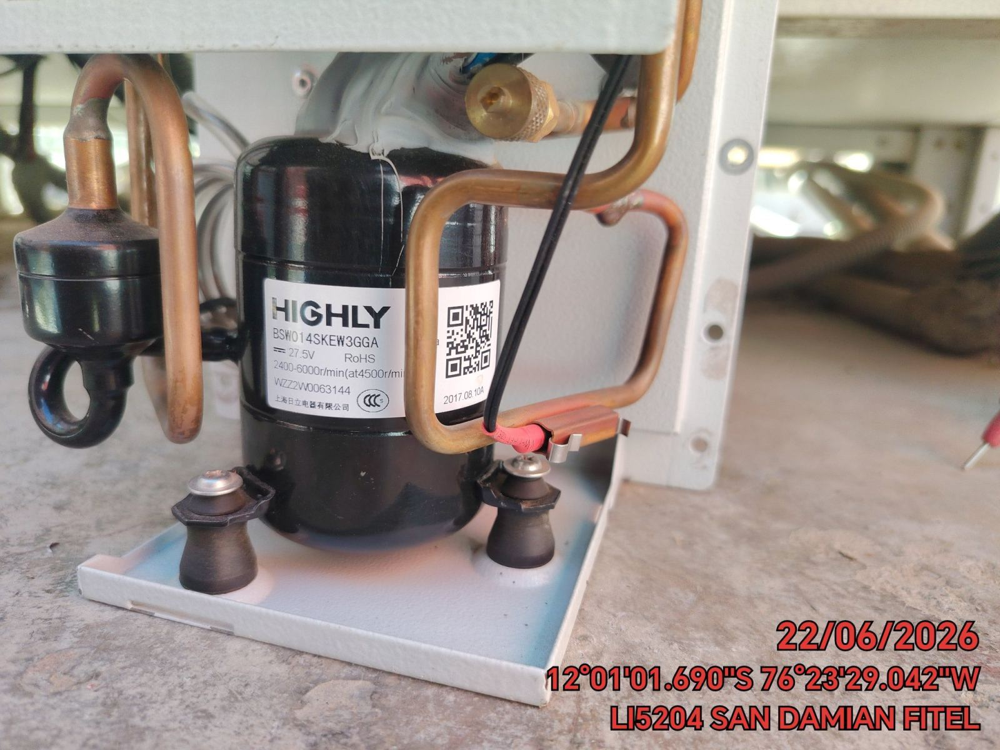 HIGHLY
BSW014SKEW3GGA
27.5V RoHS
2400-6000r/min(at4500r/min
WZZ2W0063144
上海日立电器有限公司
CCC S
2017.08.10A
22/06/2026
12°01'01.690"S 76°23'29.042"W
LI5204 SAN DAMIAN FITEL